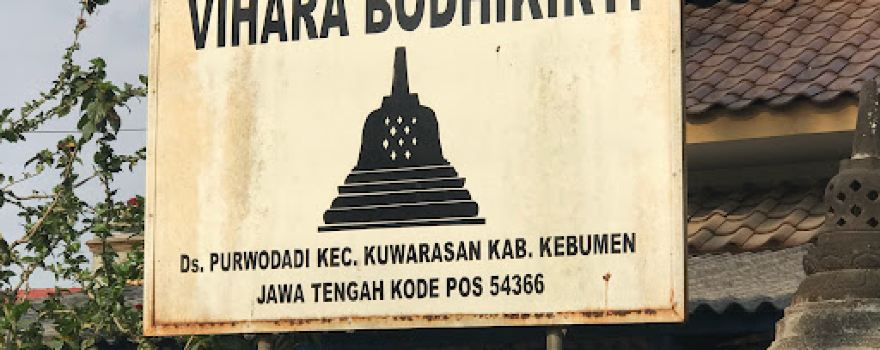 VIHARA BODHIKIRTI
Ds. PURWODADI KEC. KUWARASAN KAB. KEBUMEN
JAWA TENGAH KODE POS 54366